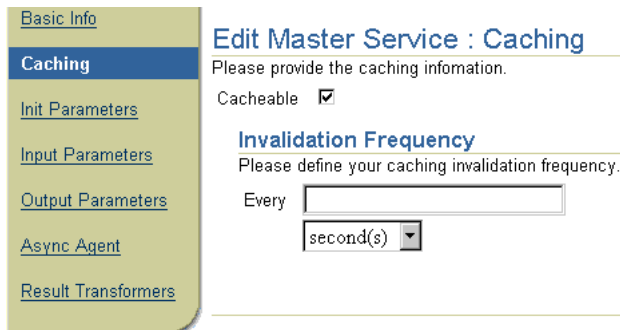 Basic Info
Caching
Init Parameters
Input Parameters
Output Parameters
Async Agent
Result Transformers
Edit Master Service : Caching
Please provide the caching infomation.
Cacheable
Invalidation Frequency
Please define your caching invalidation frequency.
Every
second(s)